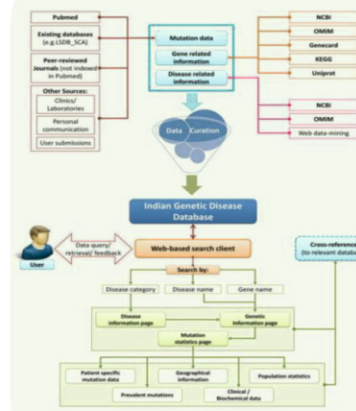 Pubmed
Existing databases
(e.g.LSDB_SCA)
Peer-reviewed
Journals (not indexed
in Pubmed)
Other Sources:
Clinics/
Laboratories
Personal
communication
User submissions
Mutation data
Gene related
information
Disease related
information
NCBI
OMIM
Genecard
KEGG
Uniprot
NCBI
OMIM
Web data-mining
Data
Curation
Indian Genetic Disease
Database
Web-based search client
User
Data query/
retrieval/ feedback
Cross-reference
(to relevant databa
Search by:
Disease category
Disease name
Gene name
Disease
information page
Genetic
information page
Mutation
statistics page
Patient specific
mutation data
Geographical
information
Population statistics
Prevalent mutations
Clinical /
Biochemical data